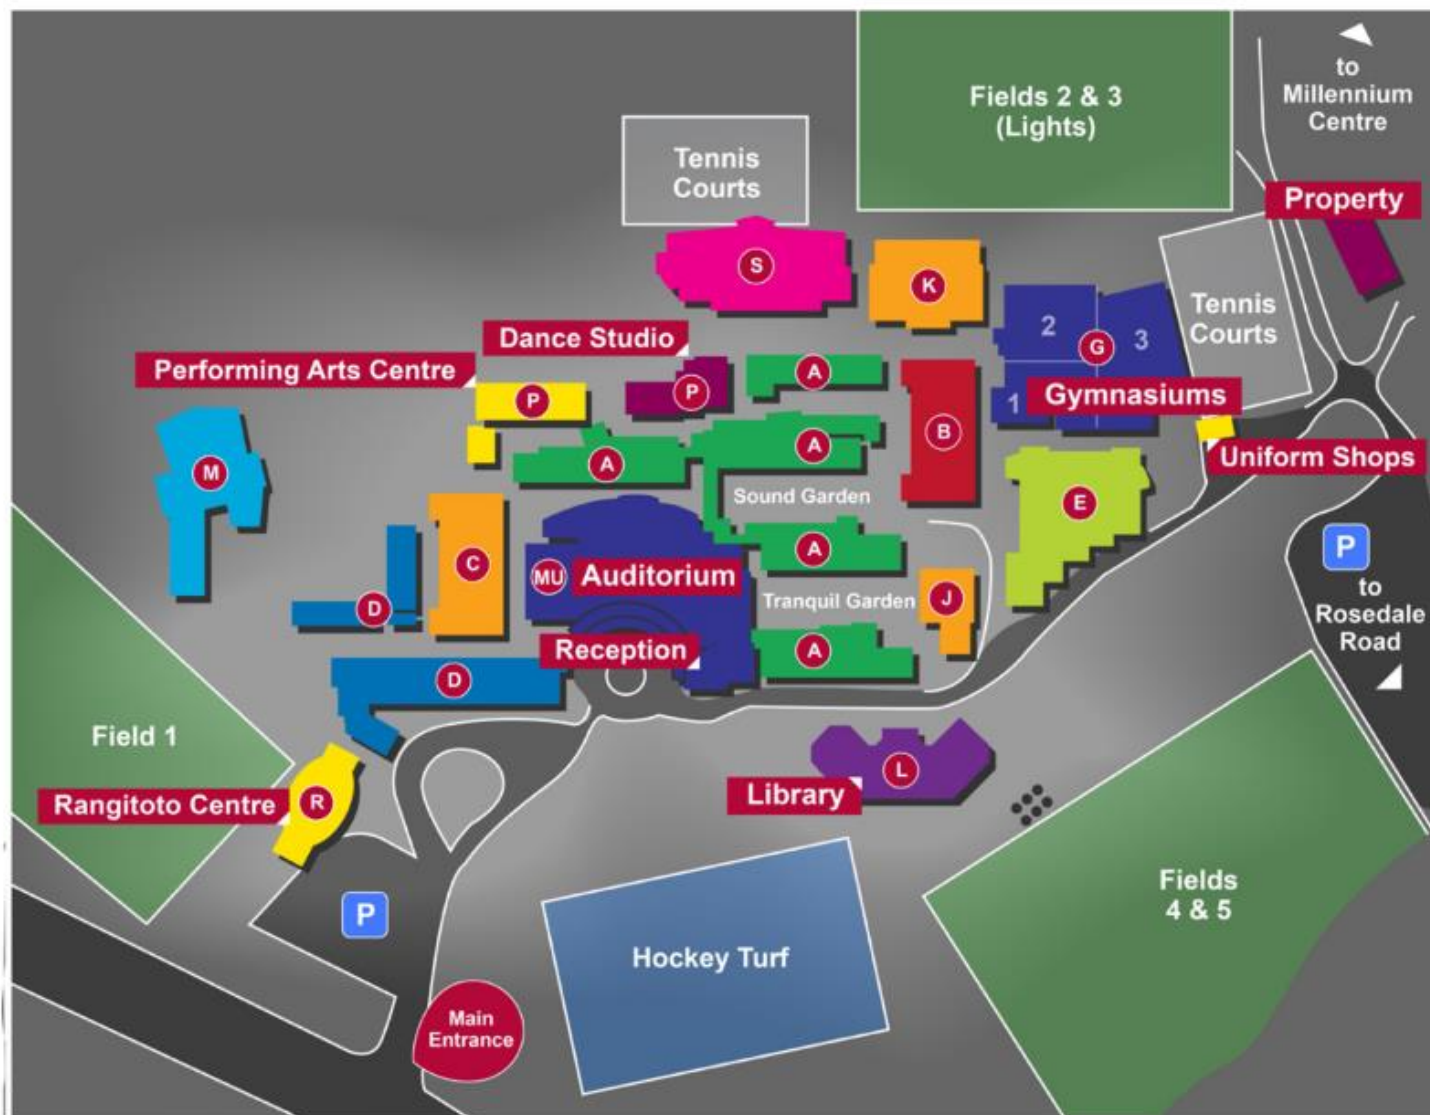 Fields 2 & 3
(Lights)
to
Millennium
Centre
Tennis
Courts
Property
S
K
Tennis
Courts
2
G
3
Dance Studio
Performing Arts Centre
A
P
P
1
Gymnasiums
B
A
Uniform Shops
M
A
Sound Garden
E
C
MU
Auditorium
A
P
to
Rosedale
Road
D
Tranquil Garden
J
Reception
A
D
Field 1
L
Library
Rangitoto Centre
R
Fields
4 & 5
P
Hockey Turf
Main
Entrance